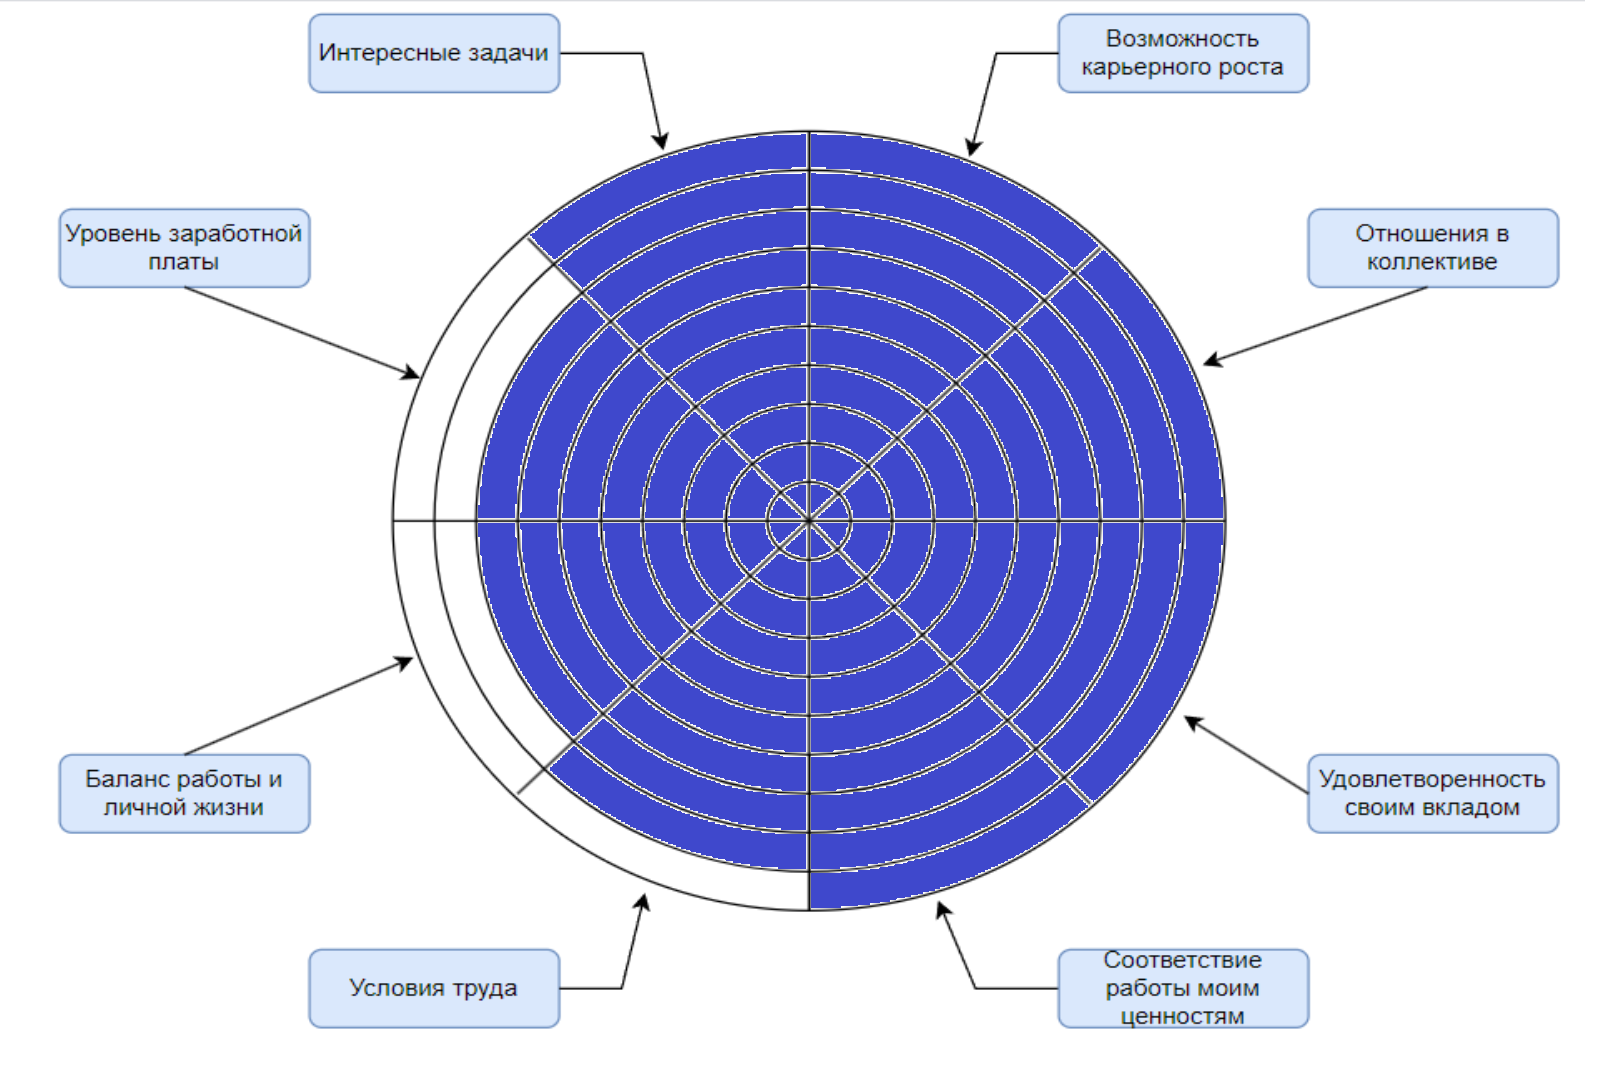 Интересные задачи
Возможность
карьерного роста
Уровень заработной
платы
Отношения в
коллективе
Баланс работы и
личной жизни
Удовлетворенность
своим вкладом
Условия труда
Соответствие
работы моим
ценностям